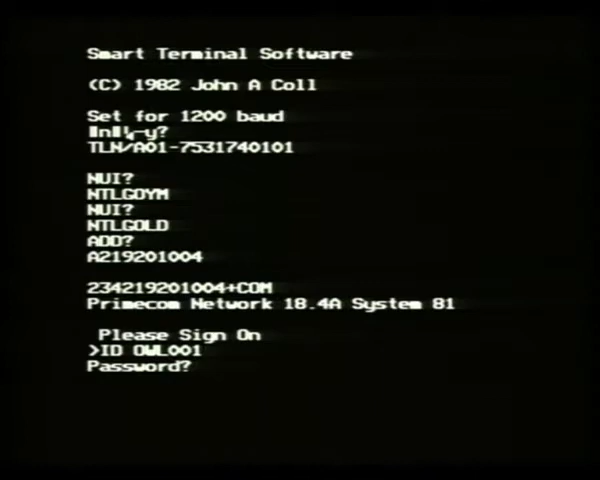 Smart Terminal Software
(C) 1982 John A Coll
Set for 1200 baud
TLN/A01-7531740101
NUI?
NTLGOYM
NUI?
NTLGOLD
ADD?
A219201004
234219201004+COM
Primecom Network 18.4A System 81
Please Sign On
>ID OWL001
Password?